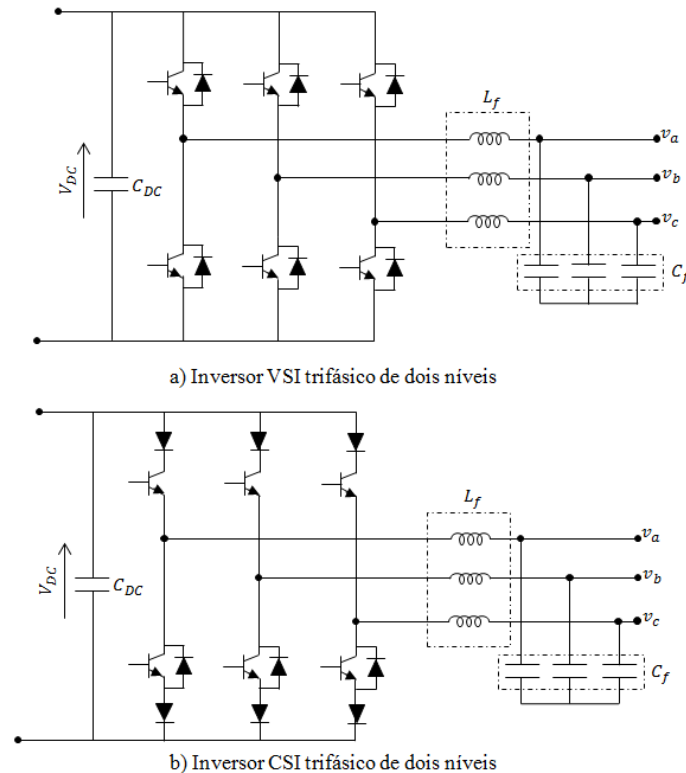 L_f
v_a
v_b
V_DC
C_DC
v_c
C_f
a) Inversor VSI trifásico de dois níveis
L_f
v_a
v_b
V_DC
C_DC
v_c
C_f
b) Inversor CSI trifásico de dois níveis